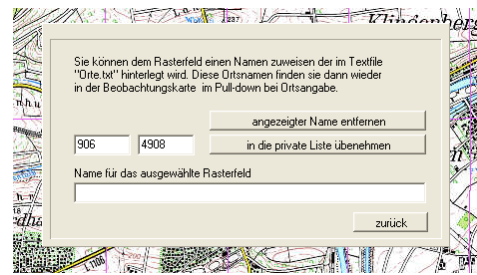 Klingenberg
Sie können dem Rasterfeld einen Namen zuweisen der im Textfile
"Orte.txt" hinterlegt wird. Diese Ortsnamen finden sie dann wieder
in der Beobachtungskarte im Pull-down bei Ortsangabe.
angezeigter Name entfernen
906 4908 in die private Liste übenehmen
Name für das ausgewählte Rasterfeld
zurück
L 1106